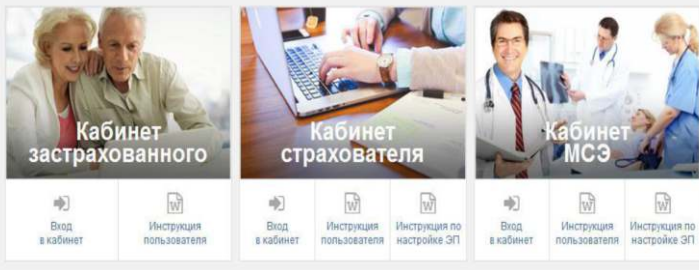 Кабинет
застрахованного
Вход
в кабинет
Инструкция
пользователя
Кабинет
страхователя
Вход
в кабинет
Инструкция
пользователя
Инструкция по
настройке ЭП
Кабинет
МСЭ
Вход
в кабинет
Инструкция
пользователя
Инструкция по
настройке ЭП